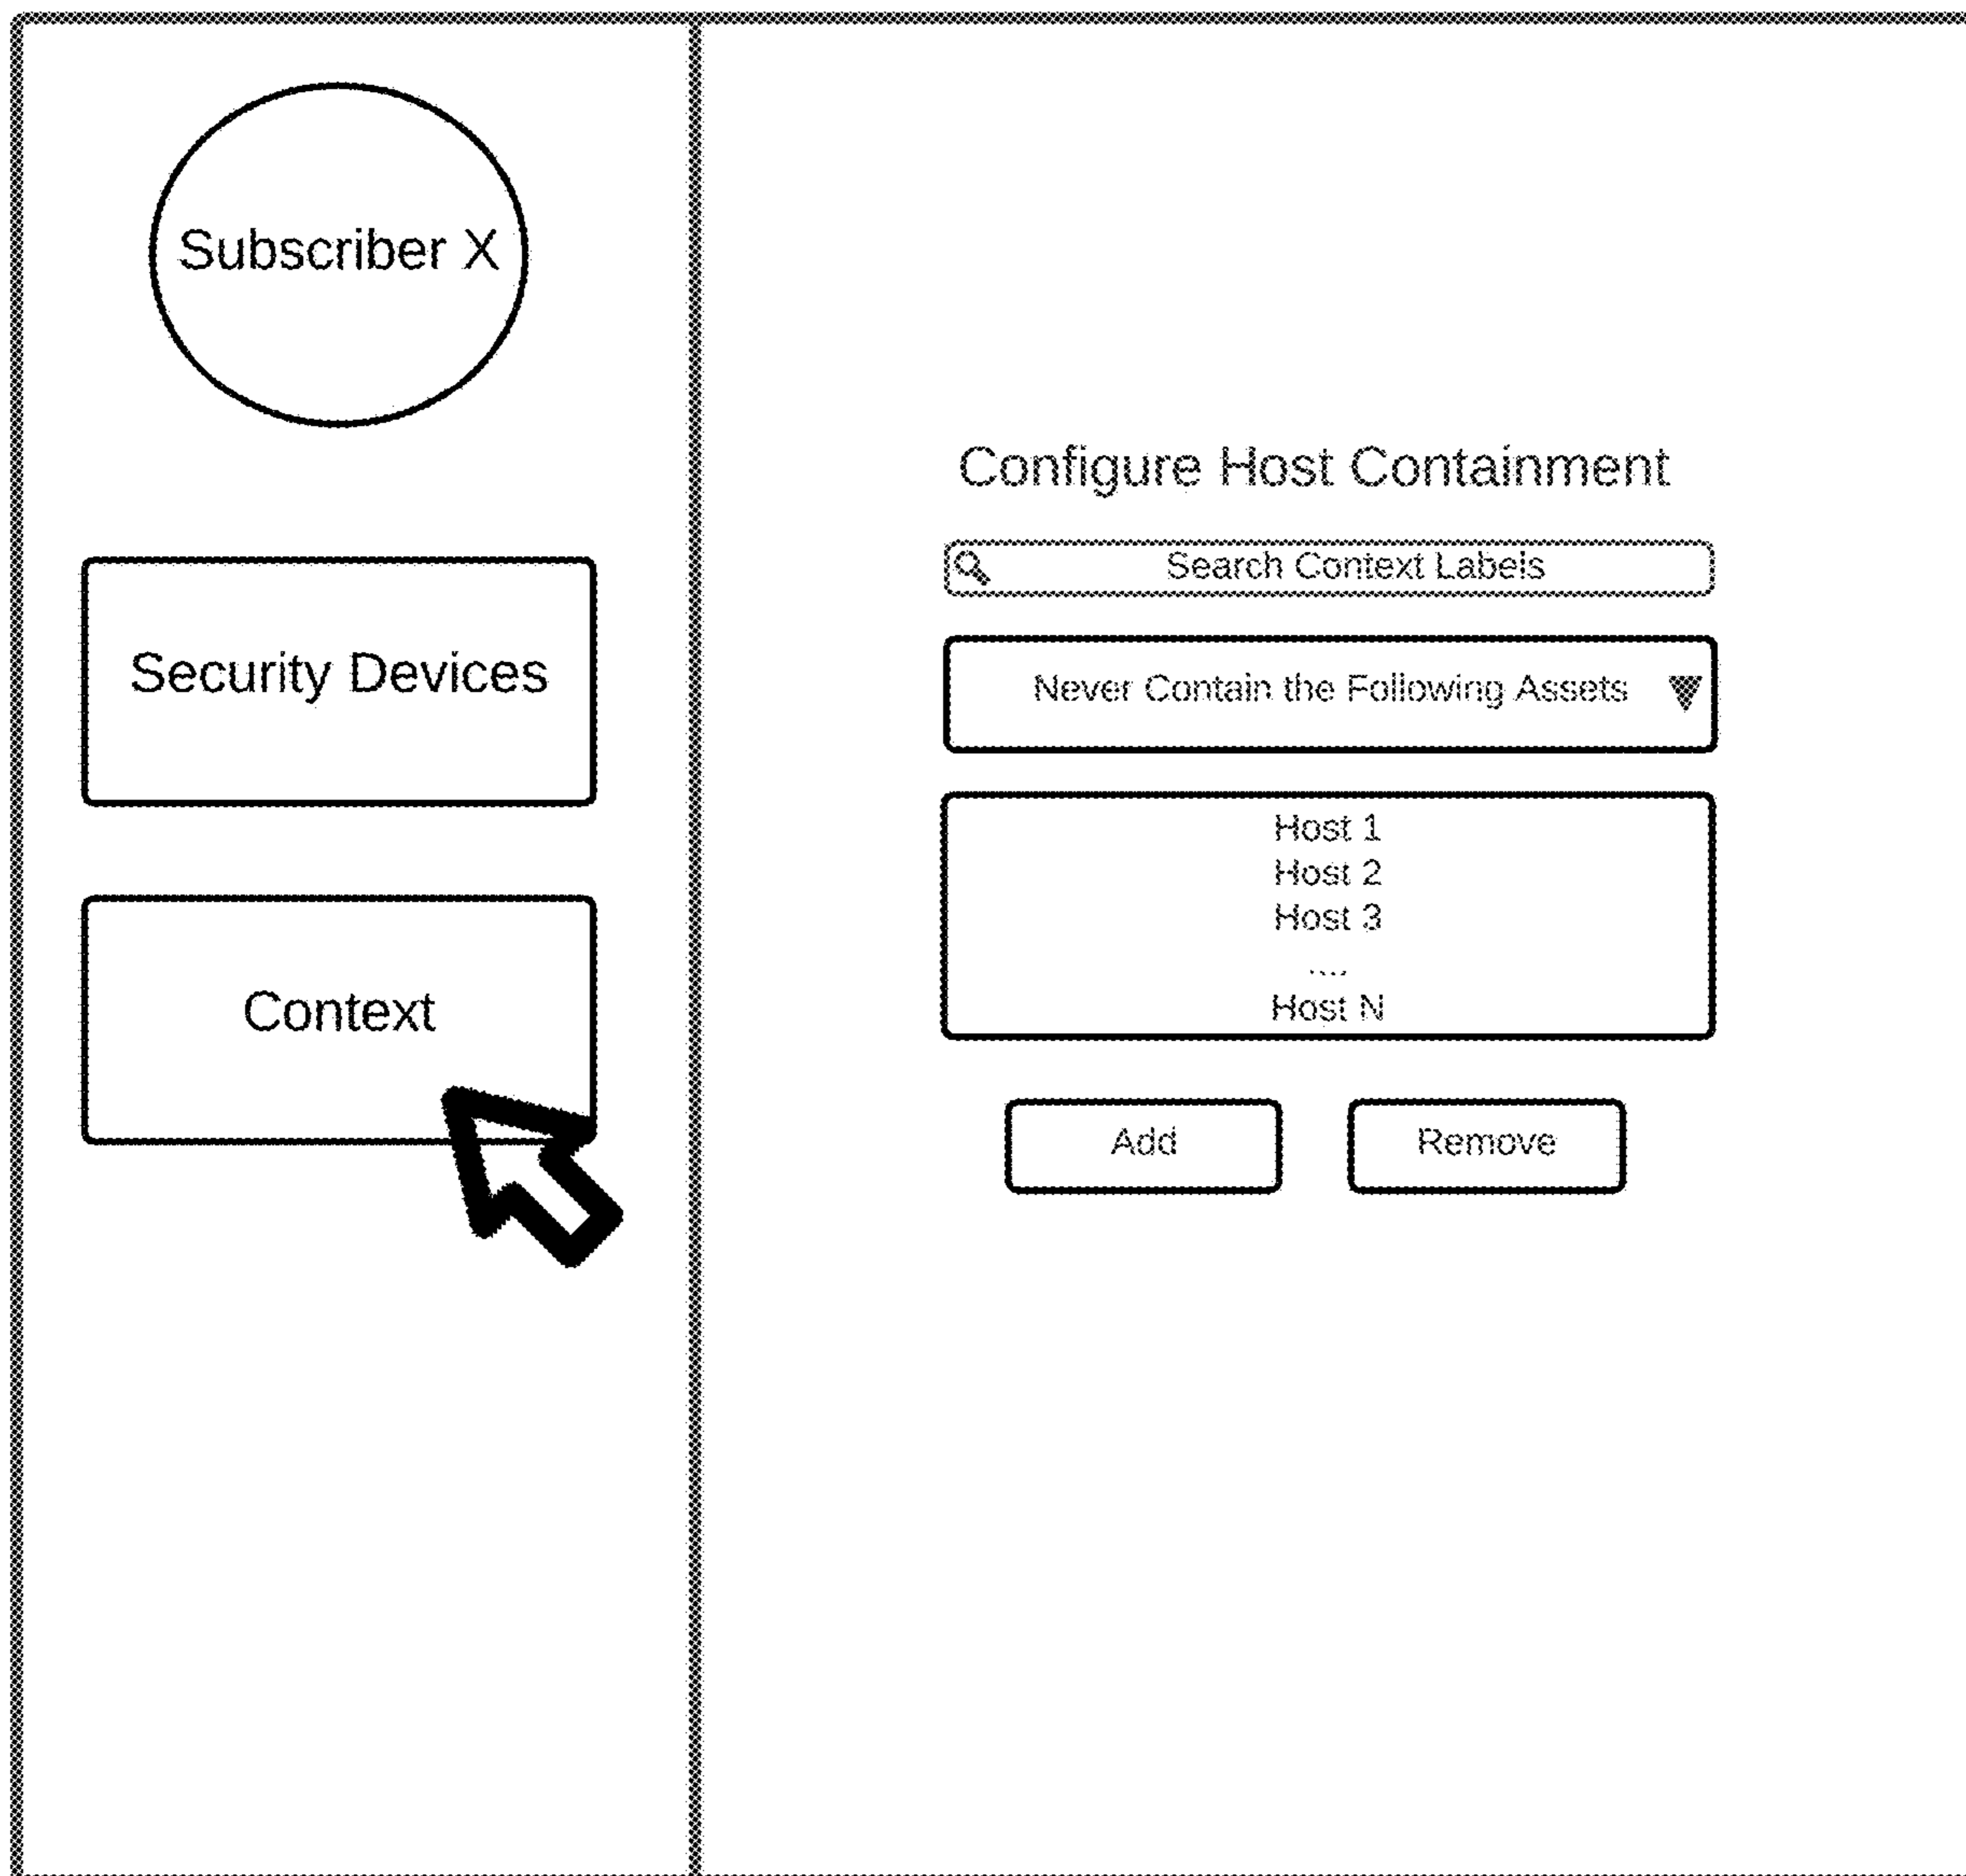 Subscriber X
Security Devices
Context
Configure Host Containment
Search Context Labels
Never Contain the Following Assets
Host 1
Host 2
Host 3
....
Host N
Add
Remove